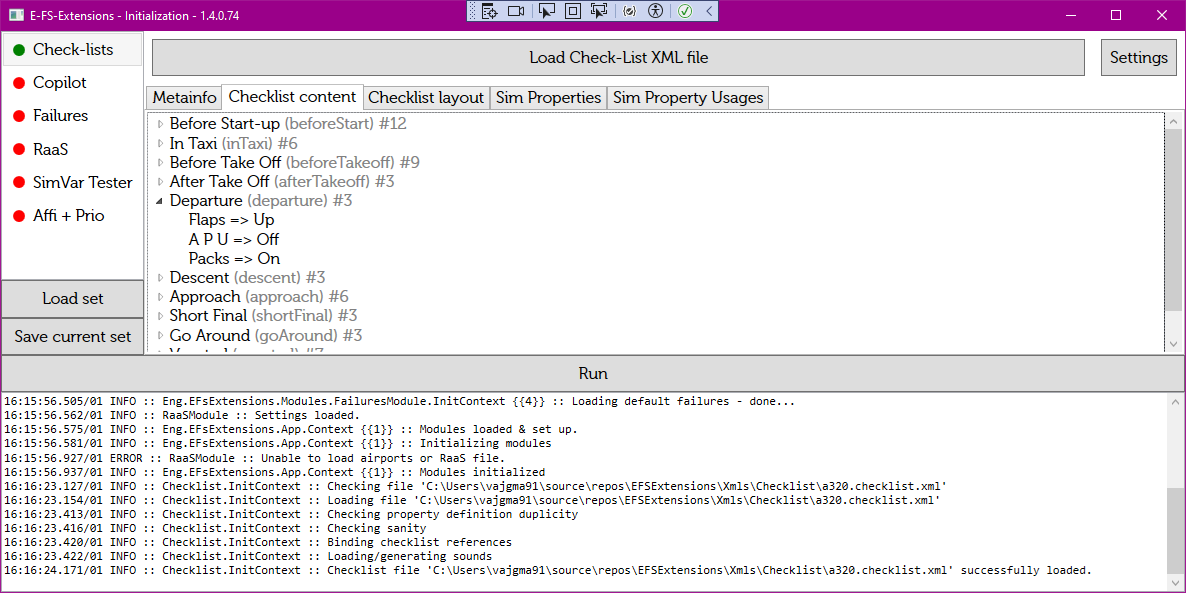 E-FS-Extensions - Initialization - 1.4.0.74
Check-lists
Copilot
Failures
RaaS
SimVar Tester
Affi + Prio
Load set
Save current set
Load Check-List XML file
Settings
Metainfo
Checklist content
Checklist layout
Sim Properties
Sim Property Usages
Before Start-up (beforeStart) #12
In Taxi (inTaxi) #6
Before Take Off (beforeTakeoff) #9
After Take Off (afterTakeoff) #3
Departure (departure) #3
Flaps => Up
A P U => Off
Packs => On
Descent (descent) #3
Approach (approach) #6
Short Final (shortFinal) #3
Go Around (goAround) #3
Run
16:15:56.505/01 INFO :: Eng.EFsExtensions.Modules.FailuresModule.InitContext {{4}} :: Loading default failures - done...
16:15:56.562/01 INFO :: RaaSModule :: Settings loaded.
16:15:56.575/01 INFO :: Eng.EFsExtensions.App.Context {{1}} :: Modules loaded & set up.
16:15:56.581/01 INFO :: Eng.EFsExtensions.App.Context {{1}} :: Initializing modules
16:15:56.927/01 ERROR :: RaaSModule :: Unable to load airports or RaaS file.
16:15:56.937/01 INFO :: Eng.EFsExtensions.App.Context {{1}} :: Modules initialized
16:16:23.127/01 INFO :: Checklist.InitContext :: Checking file 'C:\Users\vajgma91\source\repos\EFSExtensions\Xmls\Checklist\a320.checklist.xml'
16:16:23.154/01 INFO :: Checklist.InitContext :: Loading file 'C:\Users\vajgma91\source\repos\EFSExtensions\Xmls\Checklist\a320.checklist.xml'
16:16:23.413/01 INFO :: Checklist.InitContext :: Checking property definition duplicity
16:16:23.416/01 INFO :: Checklist.InitContext :: Checking sanity
16:16:23.420/01 INFO :: Checklist.InitContext :: Binding checklist references
16:16:23.422/01 INFO :: Checklist.InitContext :: Loading/generating sounds
16:16:24.171/01 INFO :: Checklist.InitContext :: Checklist file 'C:\Users\vajgma91\source\repos\EFSExtensions\Xmls\Checklist\a320.checklist.xml' successfully loaded.